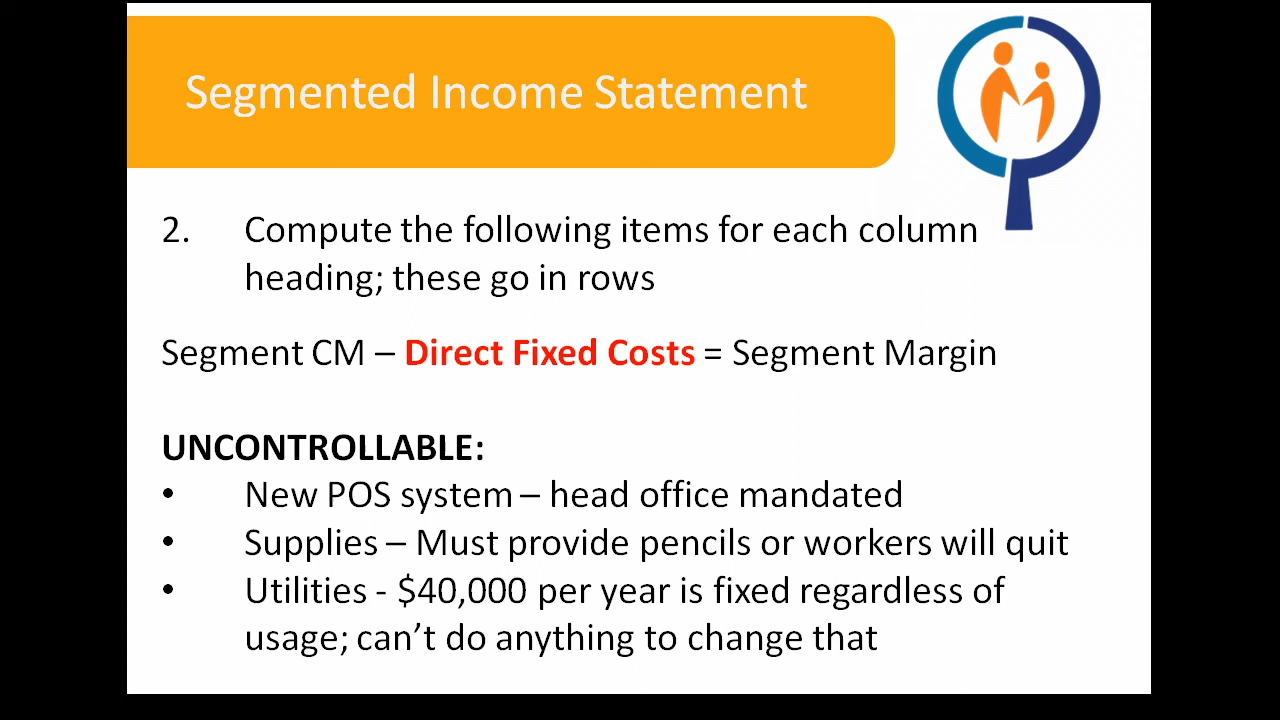 Segmented Income Statement
2. Compute the following items for each column
heading; these go in rows
Segment CM – Direct Fixed Costs = Segment Margin
UNCONTROLLABLE:
• New POS system – head office mandated
• Supplies – Must provide pencils or workers will quit
• Utilities - $40,000 per year is fixed regardless of
usage; can’t do anything to change that